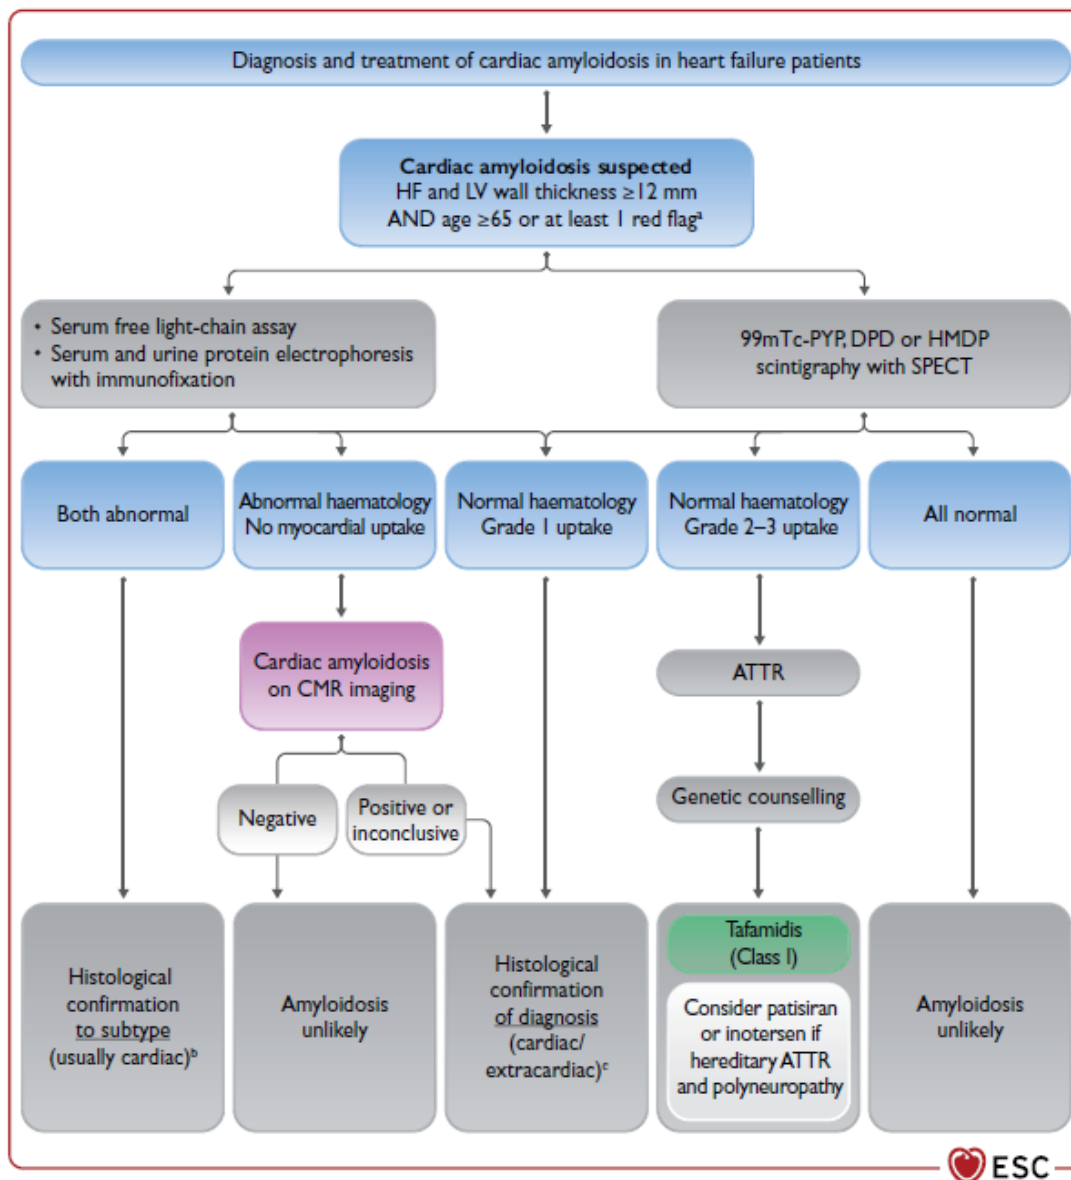 Diagnosis and treatment of cardiac amyloidosis in heart failure patients
Cardiac amyloidosis suspected
HF and LV wall thickness ≥12 mm
AND age ≥65 or at least 1 red flagᵃ
• Serum free light-chain assay
• Serum and urine protein electrophoresis
with immunofixation
99mTc-PYP, DPD or HMDP
scintigraphy with SPECT
Both abnormal
Abnormal haematology
No myocardial uptake
Normal haematology
Grade 1 uptake
Normal haematology
Grade 2–3 uptake
All normal
Cardiac amyloidosis
on CMR imaging
ATTR
Negative
Positive or
inconclusive
Genetic counselling
Histological
confirmation
to subtype
(usually cardiac)ᵇ
Amyloidosis
unlikely
Histological
confirmation
of diagnosis
(cardiac/
extracardiac)ᶜ
Tafamidis
(Class I)
Consider patisiran
or inotersen if
hereditary ATTR
and polyneuropathy
Amyloidosis
unlikely
ESC